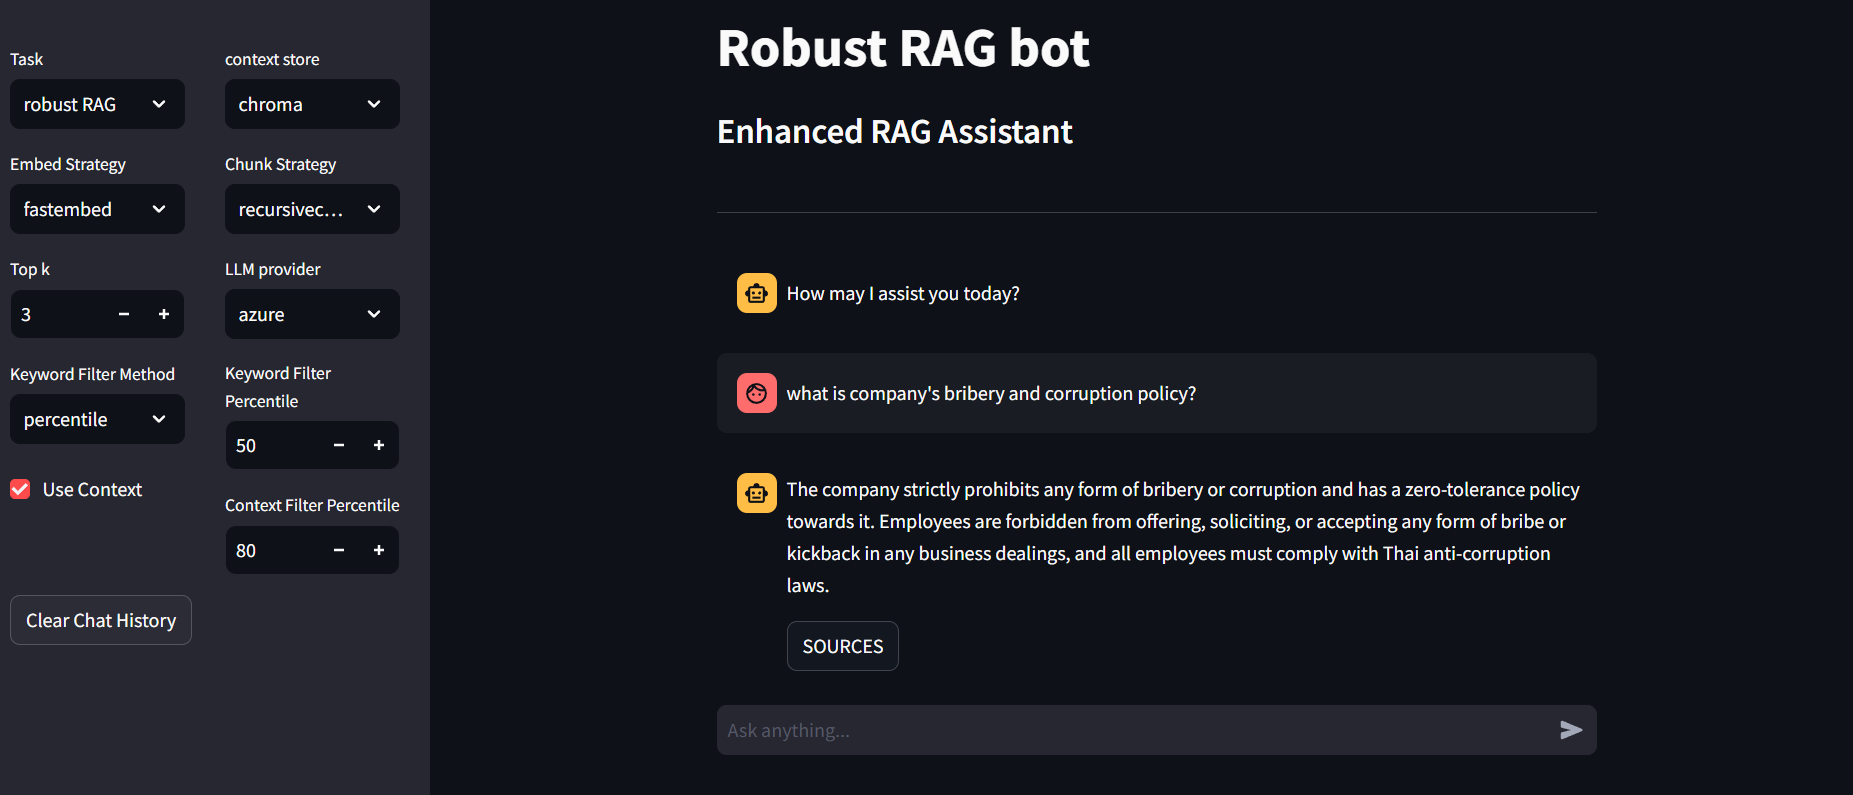 Task
context store
robust RAG
chroma
Embed Strategy
Chunk Strategy
fastembed
recursivec...
Top k
LLM provider
3
azure
Keyword Filter Method
Keyword Filter
Percentile
percentile
50
Use Context
Context Filter Percentile
80
Clear Chat History
Robust RAG bot
Enhanced RAG Assistant
How may I assist you today?
what is company's bribery and corruption policy?
The company strictly prohibits any form of bribery or corruption and has a zero-tolerance policy
towards it. Employees are forbidden from offering, soliciting, or accepting any form of bribe or
kickback in any business dealings, and all employees must comply with Thai anti-corruption
laws.
SOURCES
Ask anything...